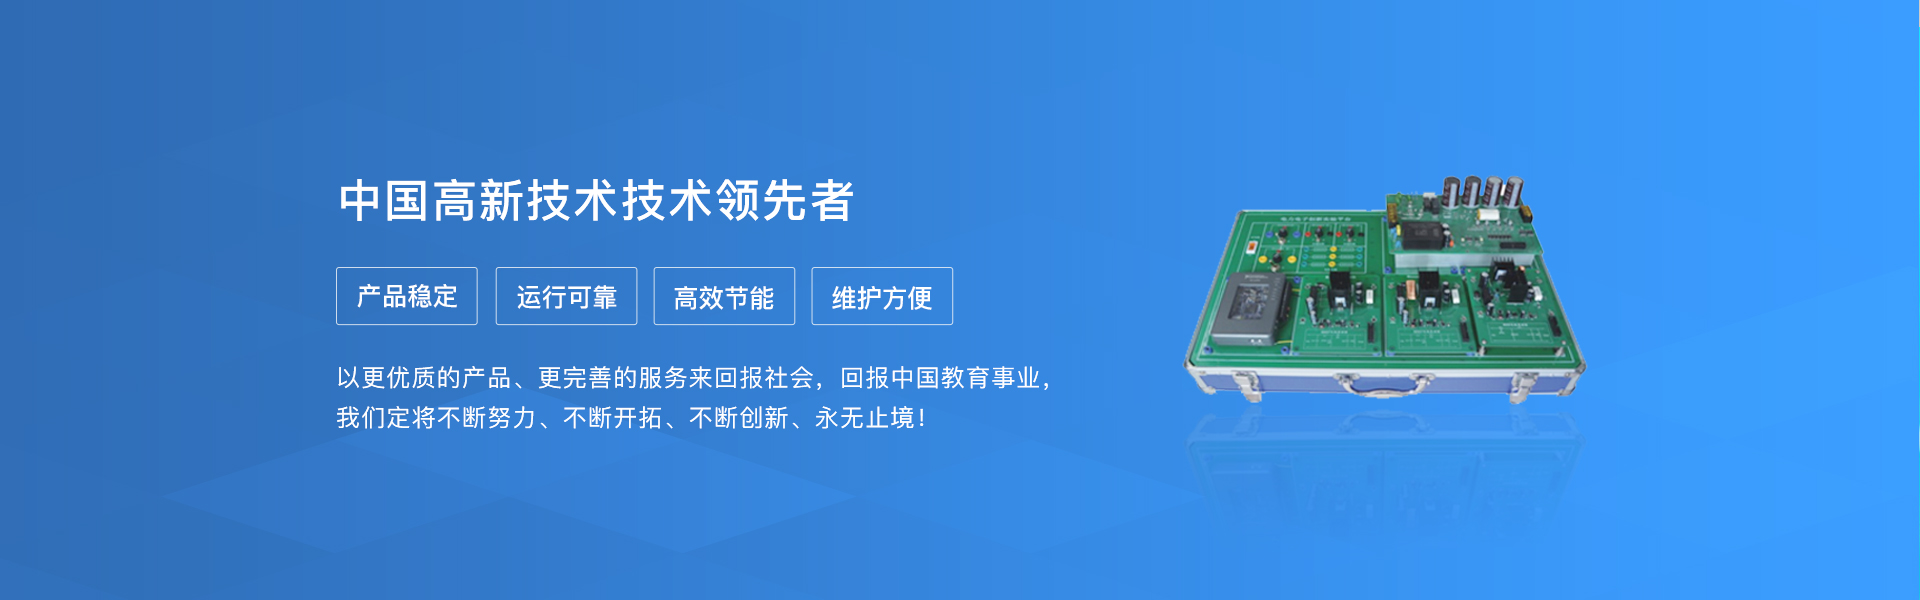 中国高新技术技术领先者
产品稳定
运行可靠
高效节能
维护方便
以更优质的产品、更完善的服务来回报社会，回报中国教育事业，
我们定将不断努力、不断开拓、不断创新、永无止境！